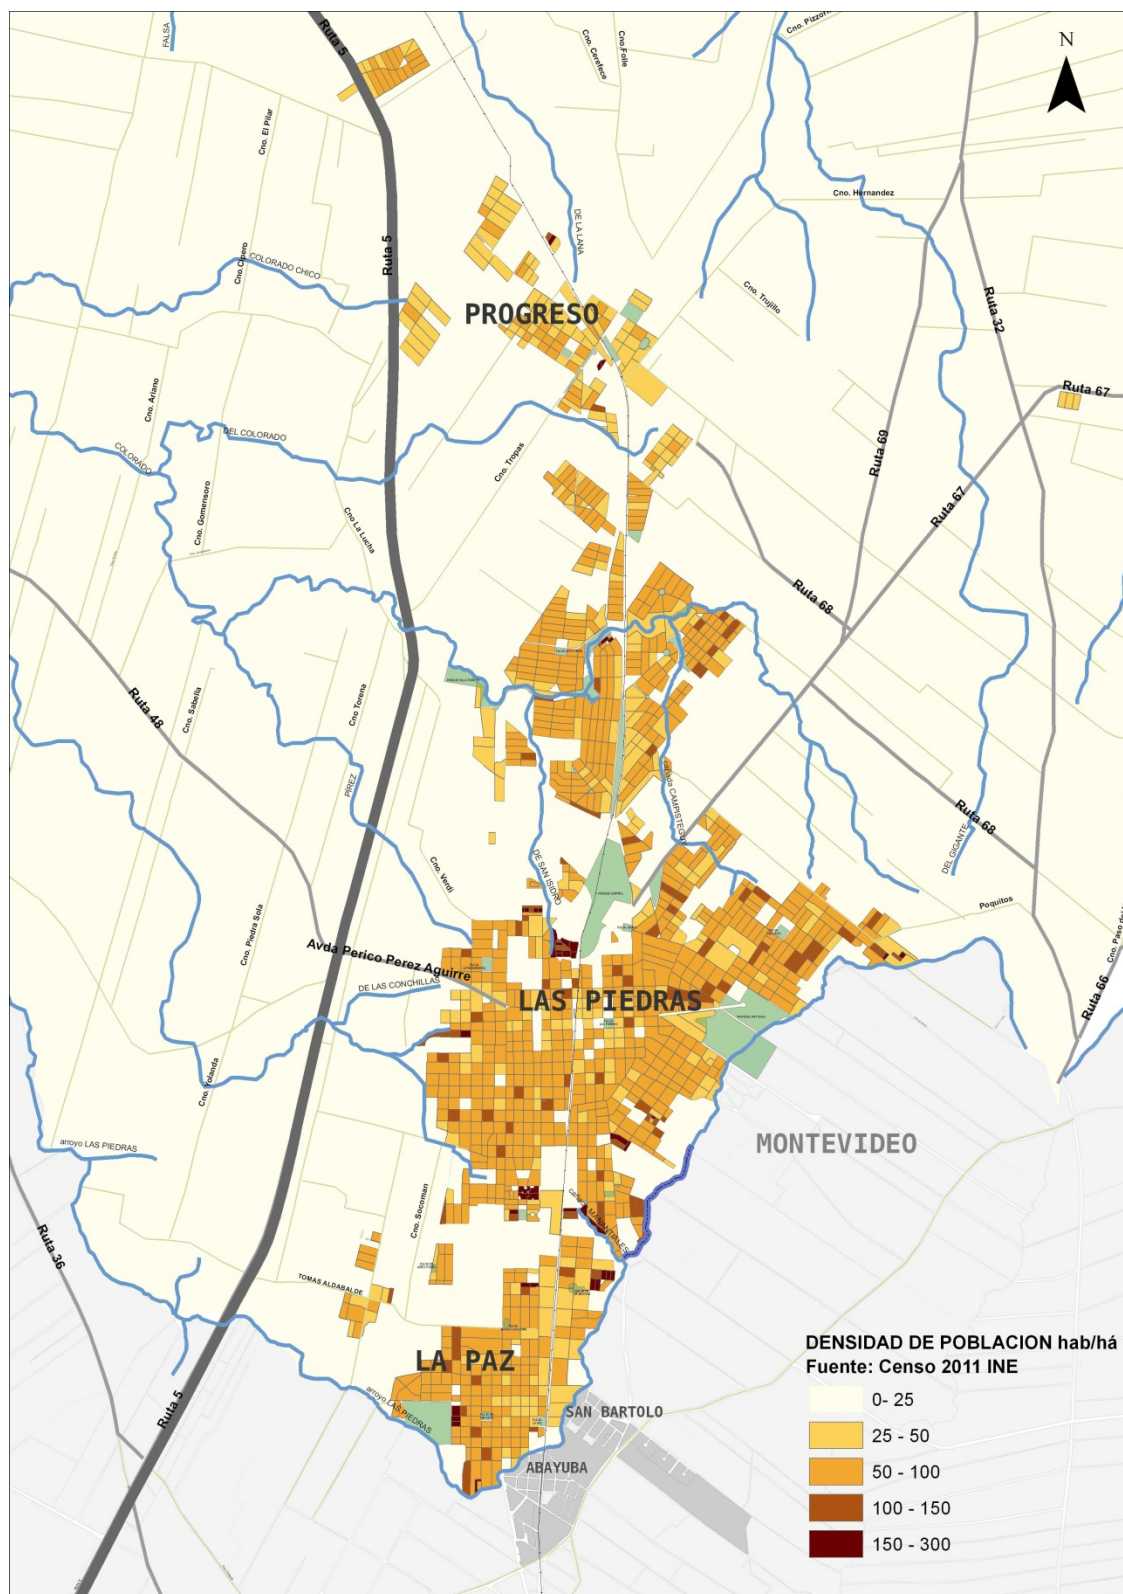 Ruta 5
FALSA
Cno. Cerefece
Cno.Folle
N
Cno. El Pilar
Cno. Hernandez
DE LA LANA
Ruta 5
Cno.Cipero
COLORADO CHICO
Cno. Trujillo
Ruta 32
PROGRESO
Cno. Ariano
Ruta 67
DEL COLORADO
COLORADO
Cno. Tropas
Ruta 69
Ruta 67
Cno. Gomensoro
Cno La Lucha
Ruta 68
Ruta 48
Cno. Sabella
Cno Torena
PIREZ
cañada CAMPISTEGUY
Ruta 68
DEL GIGANTE
DE SAN ISIDRO
Cno. Verdi
Poquitos
Cno. Piedra Sola
Avda Perico Perez Aguirre
DE LAS CONCHILLAS
LAS PIEDRAS
Ruta 66
Cno. Yolanda
arroyo LAS PIEDRAS
MONTEVIDEO
Cno. Socoman
cañada MANANTIALES
Ruta 36
TOMAS ALDABALDE
LA PAZ
arroyo LAS PIEDRAS
Ruta 5
SAN BARTOLO
ABAYUBA
DENSIDAD DE POBLACION hab/há
Fuente: Censo 2011 INE
0- 25
25 - 50
50 - 100
100 - 150
150 - 300